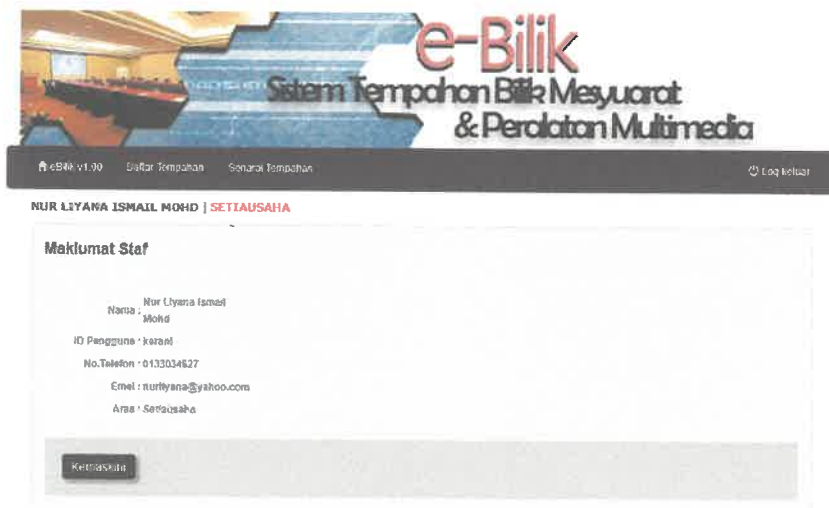 e-Bilik
Sistem Tempahan Bilik Mesyuarat
& Peralatan Multimedia
eBilik v1.00 Daftar Tempahan Senarai Tempahan Log keluar
NUR LIYANA ISMAIL MOHD | SETIAUSAHA
Maklumat Staf
Nama : Nur Liyana Ismail
Mohd
ID Pengguna : kerani
No.Telefon : 0133034627
Emel : nurliyana@yahoo.com
Aras : Setiausaha
Kemaskini